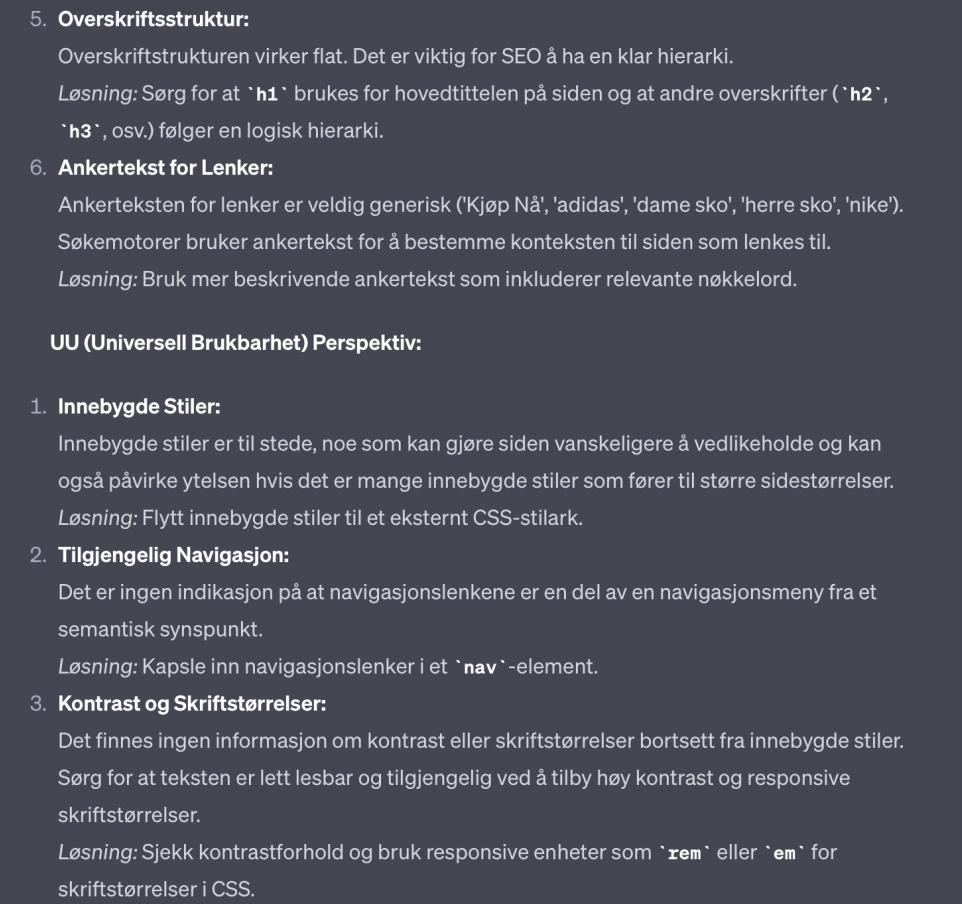 5. Overskriftsstruktur:
Overskriftstrukturen virker flat. Det er viktig for SEO å ha en klar hierarki.
Løsning: Sørg for at `h1` brukes for hovedtittelen på siden og at andre overskrifter (`h2`,
`h3`, osv.) følger en logisk hierarki.
6. Ankertekst for Lenker:
Ankerteksten for lenker er veldig generisk ('Kjøp Nå', 'adidas', 'dame sko', 'herre sko', 'nike').
Søkemotorer bruker ankertekst for å bestemme konteksten til siden som lenkes til.
Løsning: Bruk mer beskrivende ankertekst som inkluderer relevante nøkkelord.
UU (Universell Brukbarhet) Perspektiv:
1. Innebygde Stiler:
Innebygde stiler er til stede, noe som kan gjøre siden vanskeligere å vedlikeholde og kan
også påvirke ytelsen hvis det er mange innebygde stiler som fører til større sidestørrelser.
Løsning: Flytt innebygde stiler til et eksternt CSS-stilark.
2. Tilgjengelig Navigasjon:
Det er ingen indikasjon på at navigasjonslenkene er en del av en navigasjonsmeny fra et
semantisk synspunkt.
Løsning: Kapsle inn navigasjonslenker i et `nav`-element.
3. Kontrast og Skriftstørrelser:
Det finnes ingen informasjon om kontrast eller skriftstørrelser bortsett fra innebygde stiler.
Sørg for at teksten er lett lesbar og tilgjengelig ved å tilby høy kontrast og responsive
skriftstørrelser.
Løsning: Sjekk kontrastforhold og bruk responsive enheter som `rem` eller `em` for
skriftstørrelser i CSS.